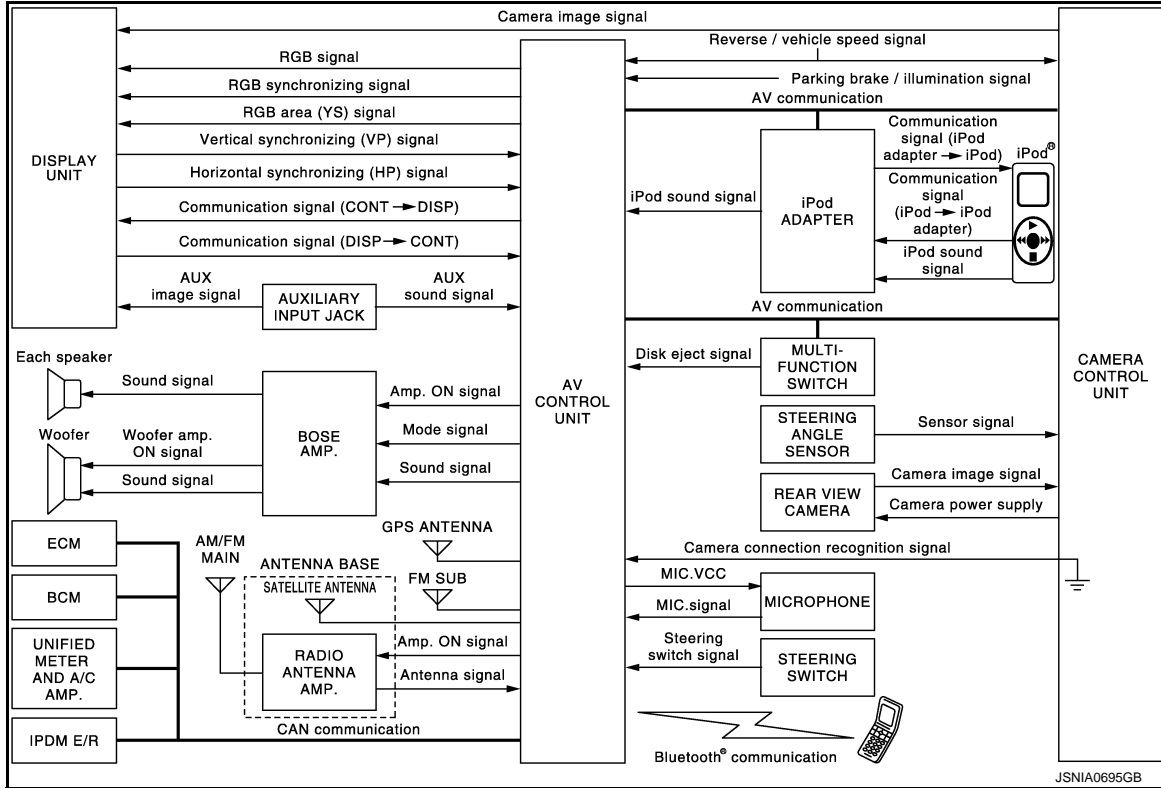 Camera image signal
Reverse / vehicle speed signal
RGB signal
Parking brake / illumination signal
RGB synchronizing signal
AV communication
RGB area (YS) signal
Communication
signal (iPod
adapter → iPod)
iPod®
Vertical synchronizing (VP) signal
DISPLAY
UNIT
Horizontal synchronizing (HP) signal
iPod sound signal
iPod
ADAPTER
Communication
signal
(iPod → iPod
adapter)
Communication signal (CONT → DISP)
Communication signal (DISP → CONT)
iPod sound
signal
AUX
image signal
AUXILIARY
INPUT JACK
AUX
sound signal
AV communication
Each speaker
Sound signal
Disk eject signal
MULTI-
FUNCTION
SWITCH
AV
CONTROL
UNIT
CAMERA
CONTROL
UNIT
Amp. ON signal
BOSE
AMP.
Mode signal
Woofer
Woofer amp.
ON signal
Sound signal
Sound signal
STEERING
ANGLE
SENSOR
Sensor signal
REAR VIEW
CAMERA
Camera image signal
Camera power supply
ECM
AM/FM
MAIN
GPS ANTENNA
Camera connection recognition signal
ANTENNA BASE
SATELLITE ANTENNA
FM SUB
MIC.VCC
MICROPHONE
MIC.signal
BCM
UNIFIED
METER
AND A/C
AMP.
RADIO
ANTENNA
AMP.
Amp. ON signal
Antenna signal
Steering
switch signal
STEERING
SWITCH
IPDM E/R
CAN communication
Bluetooth® communication
JSNIA0695GB